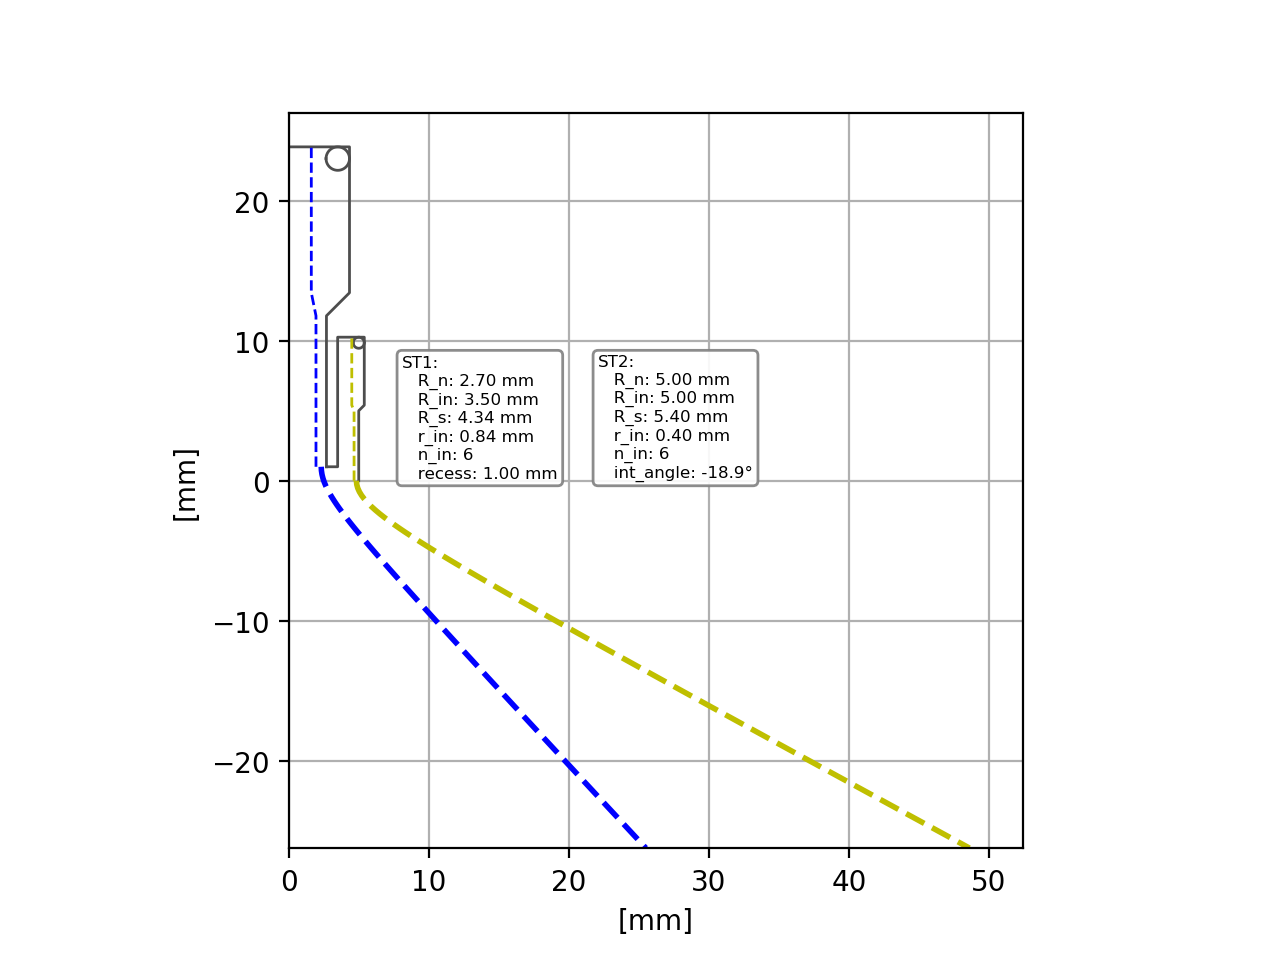 20
10
0
−10
−20
[mm]
ST1:
R_n: 2.70 mm
R_in: 3.50 mm
R_s: 4.34 mm
r_in: 0.84 mm
n_in: 6
recess: 1.00 mm
ST2:
R_n: 5.00 mm
R_in: 5.00 mm
R_s: 5.40 mm
r_in: 0.40 mm
n_in: 6
int_angle: -18.9°
0 10 20 30 40 50
[mm]